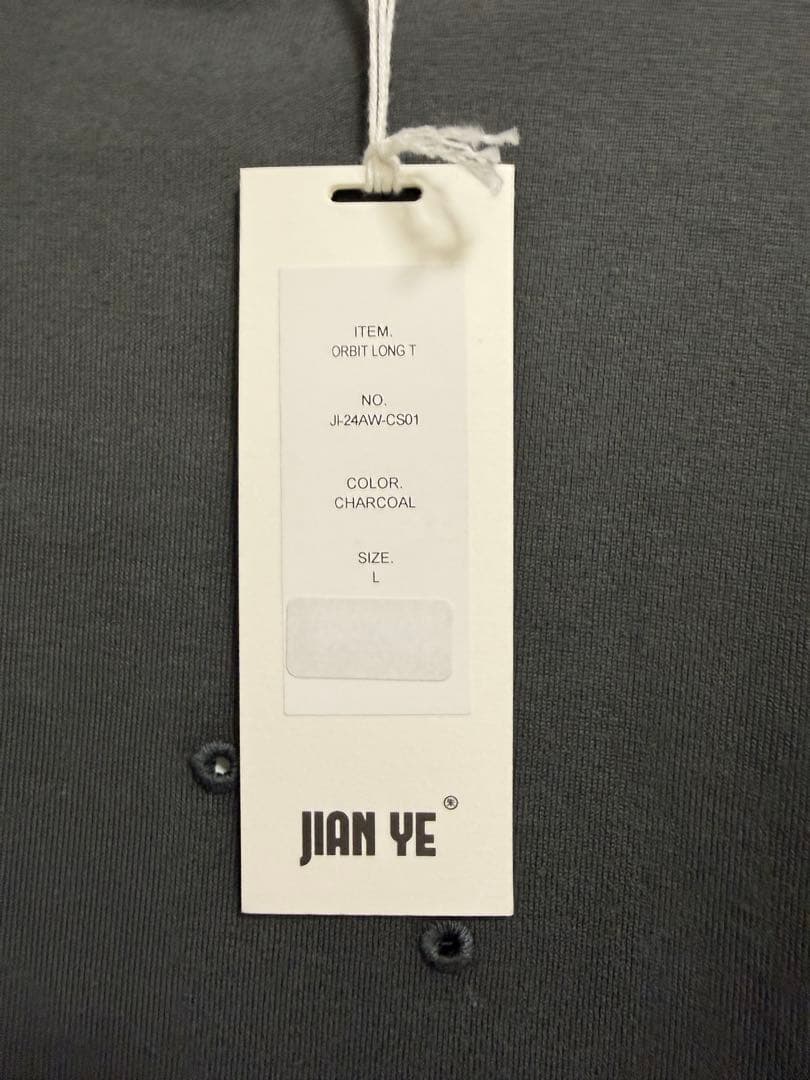 ITEM.
ORBIT LONG T
NO.
JI-24AW-CS01
COLOR.
CHARCOAL
SIZE.
L
JIAN YE